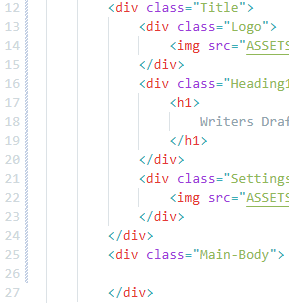 12 <div class="Title">
13 <div class="Logo">
14 <img src="ASSETS
15 </div>
16 <div class="Heading1
17 <h1>
18 Writers Draf
19 </h1>
20 </div>
21 <div class="Settings
22 <img src="ASSETS
23 </div>
24 </div>
25 <div class="Main-Body">
26
27 </div>